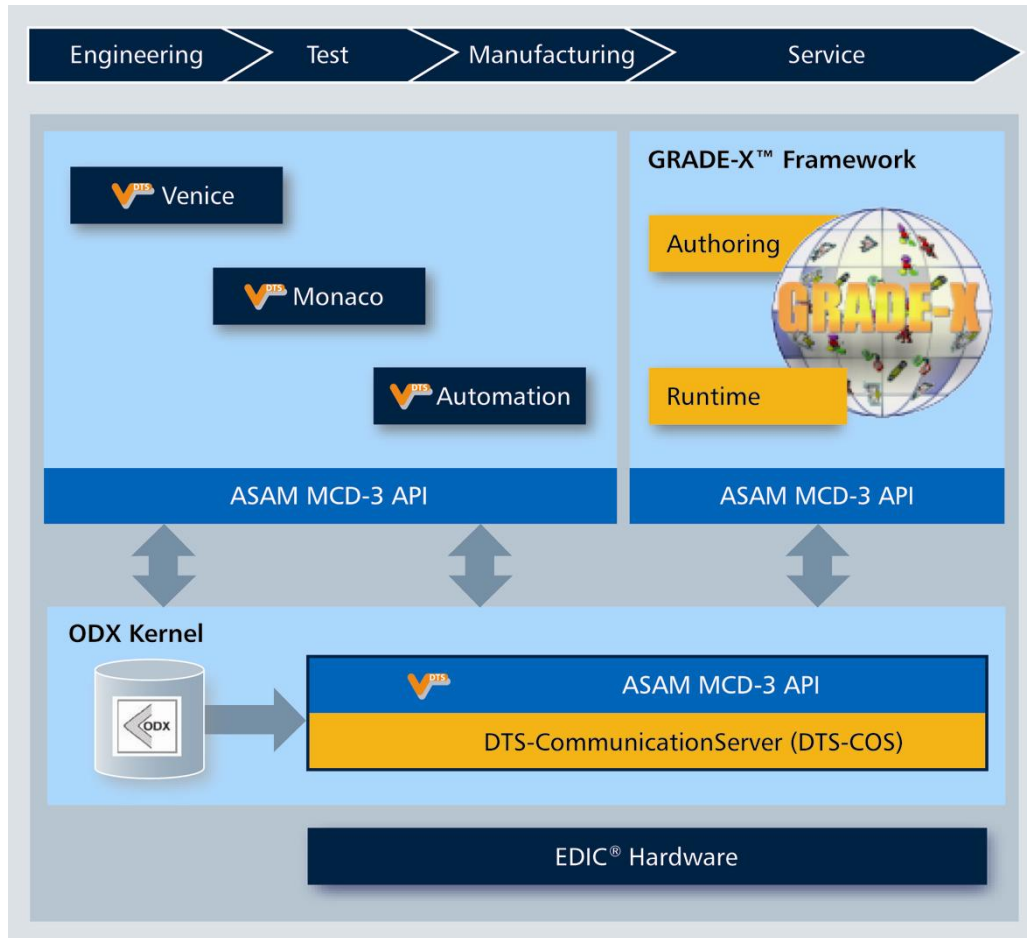 Engineering
Test
Manufacturing
Service
GRADE-X™ Framework
DTS Venice
DTS Monaco
DTS Automation
Authoring
GRADE-X
Runtime
ASAM MCD-3 API
ASAM MCD-3 API
ODX Kernel
ODX
DTS
ASAM MCD-3 API
DTS-CommunicationServer (DTS-COS)
EDIC® Hardware